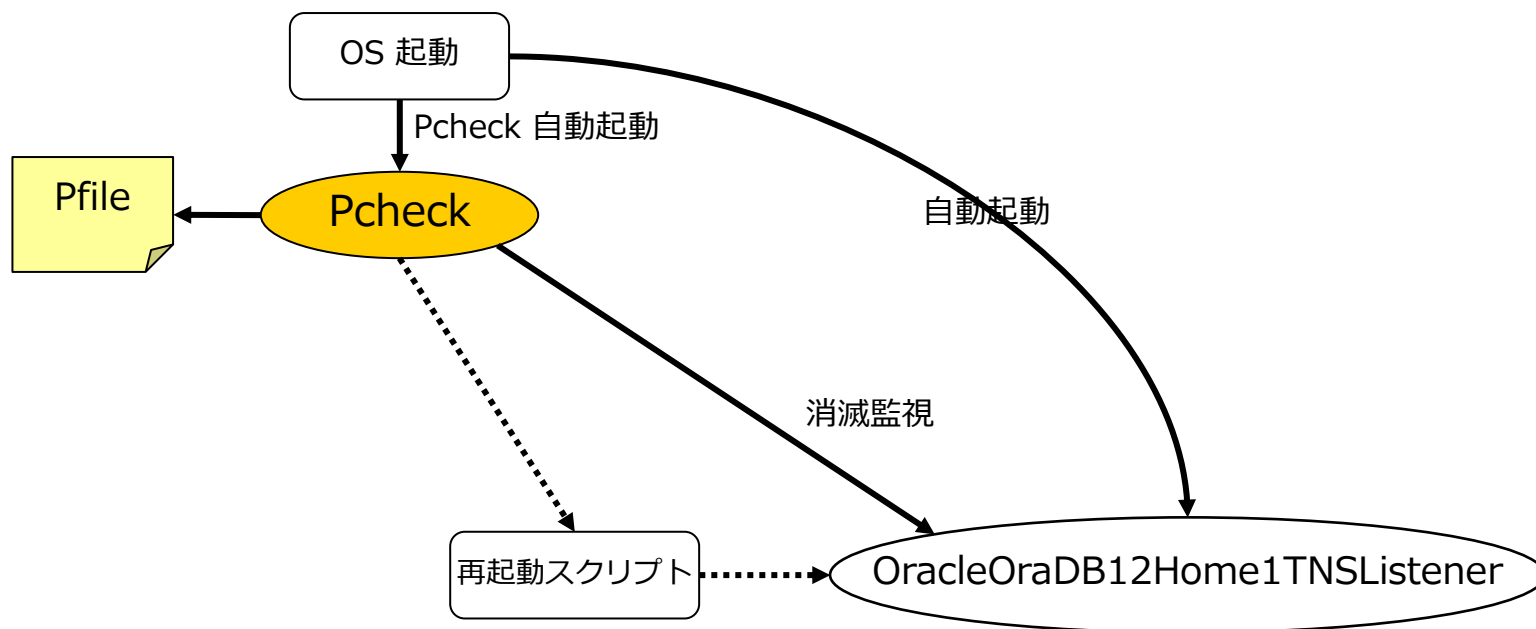 OS 起動
Pcheck 自動起動
Pfile
Pcheck
自動起動
消滅監視
再起動スクリプト
OracleOraDB12Home1TNSListener